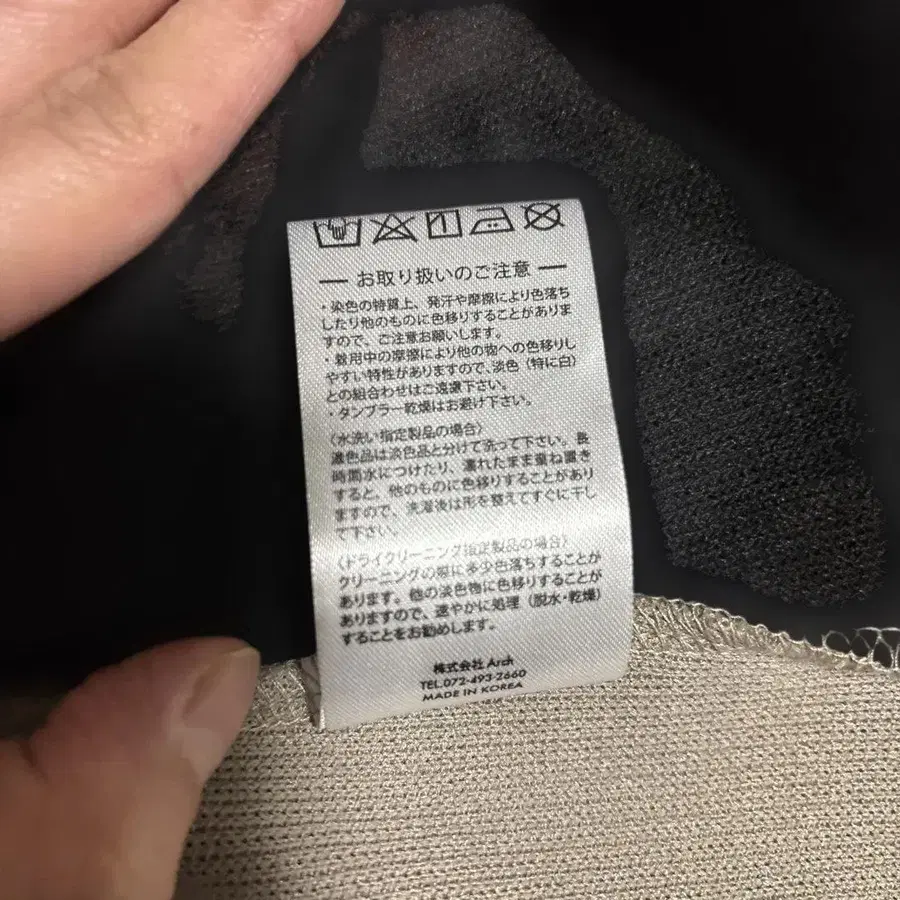 お取り扱いのご注意
・染色の特質上、発汗や摩擦により色落ち
したり他のものに色移りすることがありま
すので、ご注意お願いします。
・着用中の摩擦により他の物への色移りし
やすい特性がありますので、淡色（特に白）
との組合わせはご遠慮下さい。
・タンブラー乾燥はお避け下さい。
〈水洗い指定製品の場合〉
濃色品は淡色品と分けて洗って下さい。長
時間水につけたり、濡れたまま重ね置き
すると、他のものに色移りすることがあり
ますので、洗濯後は形を整えてすぐに干し
て下さい。
〈ドライクリーニング指定製品の場合〉
クリーニングの際に多少色落ちすることが
あります。他の淡色物に色移りすることが
ありますので、速やかに処理（脱水・乾燥）
することをお勧めします。
株式会社 Arch
TEL.072-493-2660
MADE IN KOREA